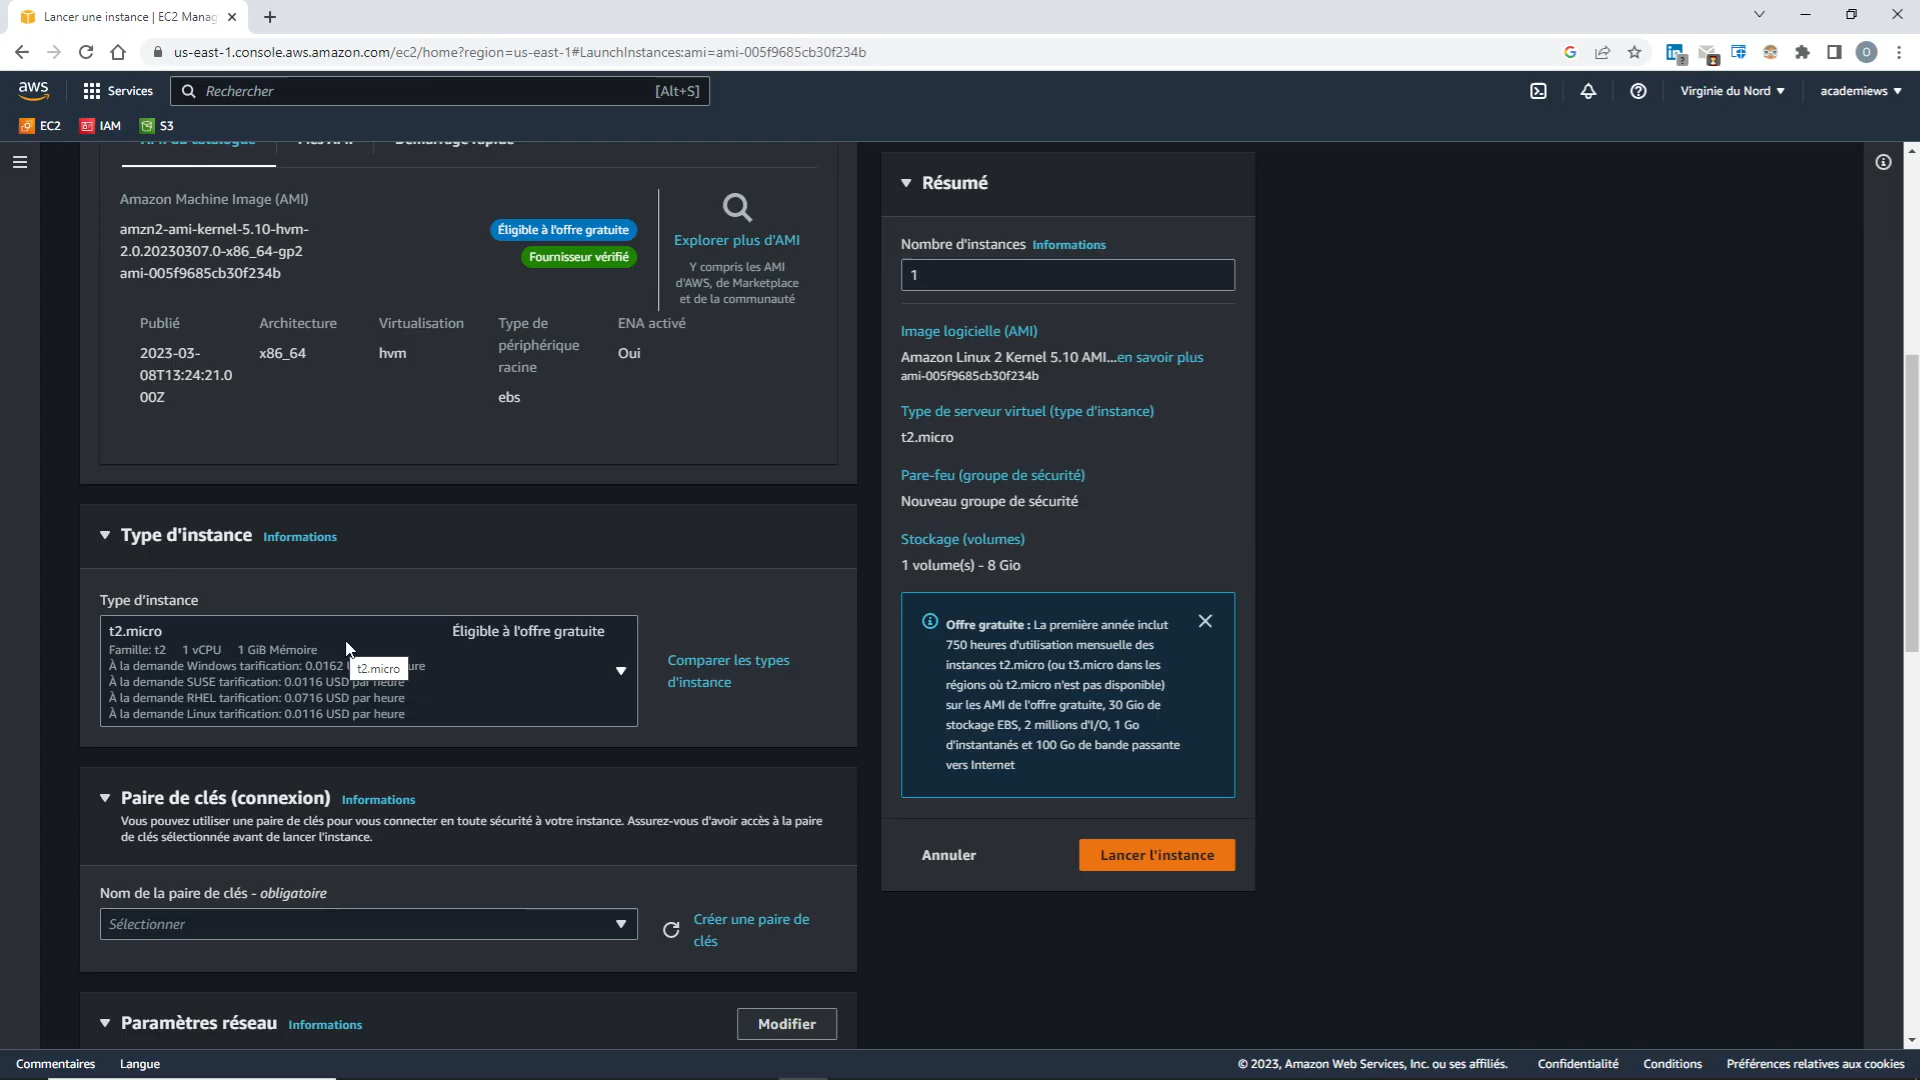 Lancer une instance | EC2 Manag
us-east-1.console.aws.amazon.com/ec2/home?region=us-east-1#LaunchInstances:ami=ami-005f9685cb30f234b
aws
Services
Rechercher
[Alt+S]
Virginie du Nord
academiews
EC2
IAM
S3
Amazon Machine Image (AMI)
amzn2-ami-kernel-5.10-hvm-
2.0.20230307.0-x86_64-gp2
ami-005f9685cb30f234b
Éligible à l'offre gratuite
Fournisseur vérifié
Explorer plus d'AMI
Y compris les AMI
d'AWS, de Marketplace
et de la communauté
Publié
2023-03-
08T13:24:21.0
00Z
Architecture
x86_64
Virtualisation
hvm
Type de
périphérique
racine
ebs
ENA activé
Oui
Type d'instance Informations
Type d'instance
t2.micro
Éligible à l'offre gratuite
Famille: t2 1 vCPU 1 GiB Mémoire
À la demande Windows tarification: 0.0162
À la demande SUSE tarification: 0.0116 USD par heure
À la demande RHEL tarification: 0.0716 USD par heure
À la demande Linux tarification: 0.0116 USD par heure
t2.micro
Comparer les types
d'instance
Paire de clés (connexion) Informations
Vous pouvez utiliser une paire de clés pour vous connecter en toute sécurité à votre instance. Assurez-vous d'avoir accès à la paire
de clés sélectionnée avant de lancer l'instance.
Nom de la paire de clés - obligatoire
Sélectionner
Créer une paire de
clés
Paramètres réseau Informations
Modifier
Résumé
Nombre d'instances Informations
1
Image logicielle (AMI)
Amazon Linux 2 Kernel 5.10 AMI...en savoir plus
ami-005f9685cb30f234b
Type de serveur virtuel (type d'instance)
t2.micro
Pare-feu (groupe de sécurité)
Nouveau groupe de sécurité
Stockage (volumes)
1 volume(s) - 8 Gio
Offre gratuite : La première année inclut
750 heures d'utilisation mensuelle des
instances t2.micro (ou t3.micro dans les
régions où t2.micro n'est pas disponible)
sur les AMI de l'offre gratuite, 30 Gio de
stockage EBS, 2 millions d'I/O, 1 Go
d'instantanés et 100 Go de bande passante
vers Internet
Annuler
Lancer l'instance
Commentaires
Langue
© 2023, Amazon Web Services, Inc. ou ses affiliés.
Confidentialité
Conditions
Préférences relatives aux cookies